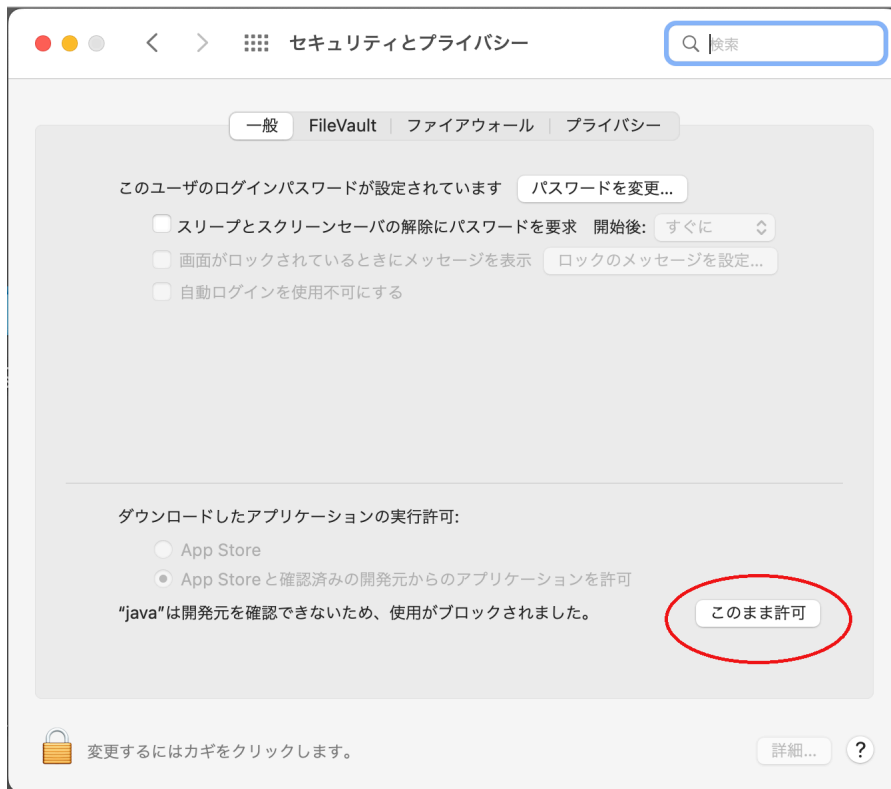 セキュリティとプライバシー
検索
一般 FileVault ファイアウォール プライバシー
このユーザのログインパスワードが設定されています パスワードを変更...
スリープとスクリーンセーバの解除にパスワードを要求 開始後: すぐに
画面がロックされているときにメッセージを表示 ロックのメッセージを設定...
自動ログインを使用不可にする
ダウンロードしたアプリケーションの実行許可:
App Store
App Storeと確認済みの開発元からのアプリケーションを許可
“java”は開発元を確認できないため、使用がブロックされました。 このまま許可
変更するにはカギをクリックします。 詳細... ?